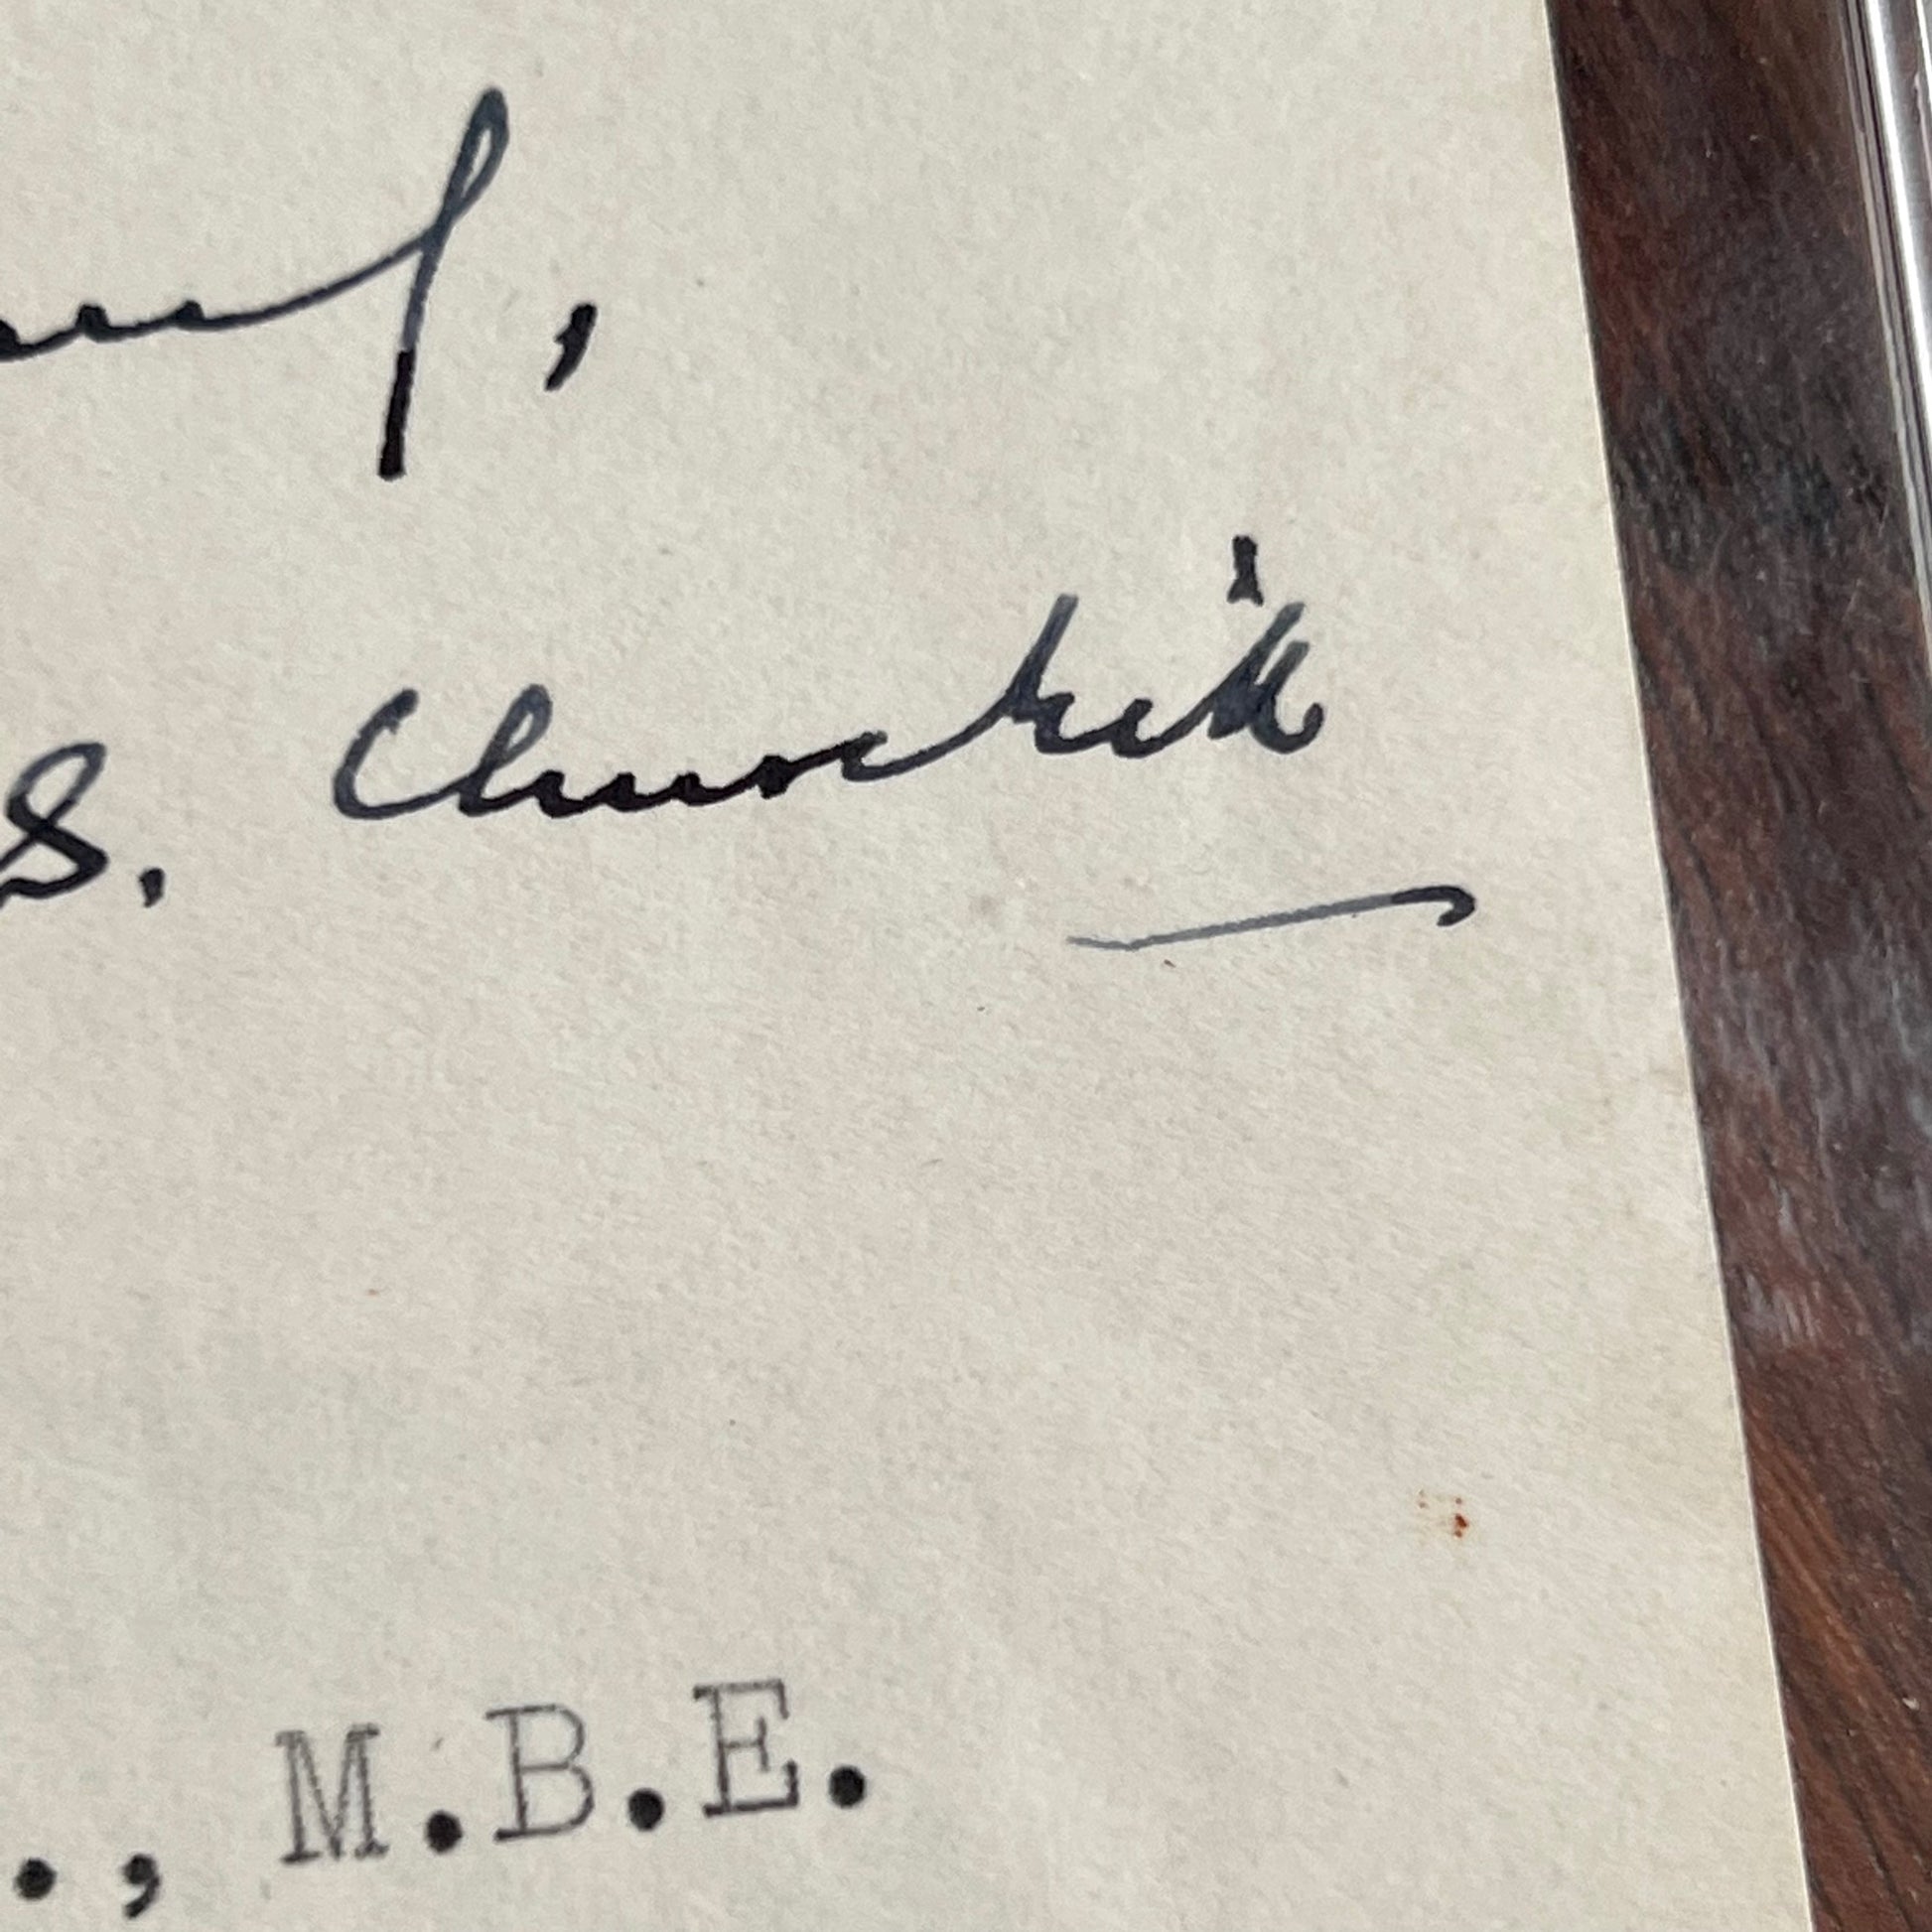 S. Churchill
., M.B.E.